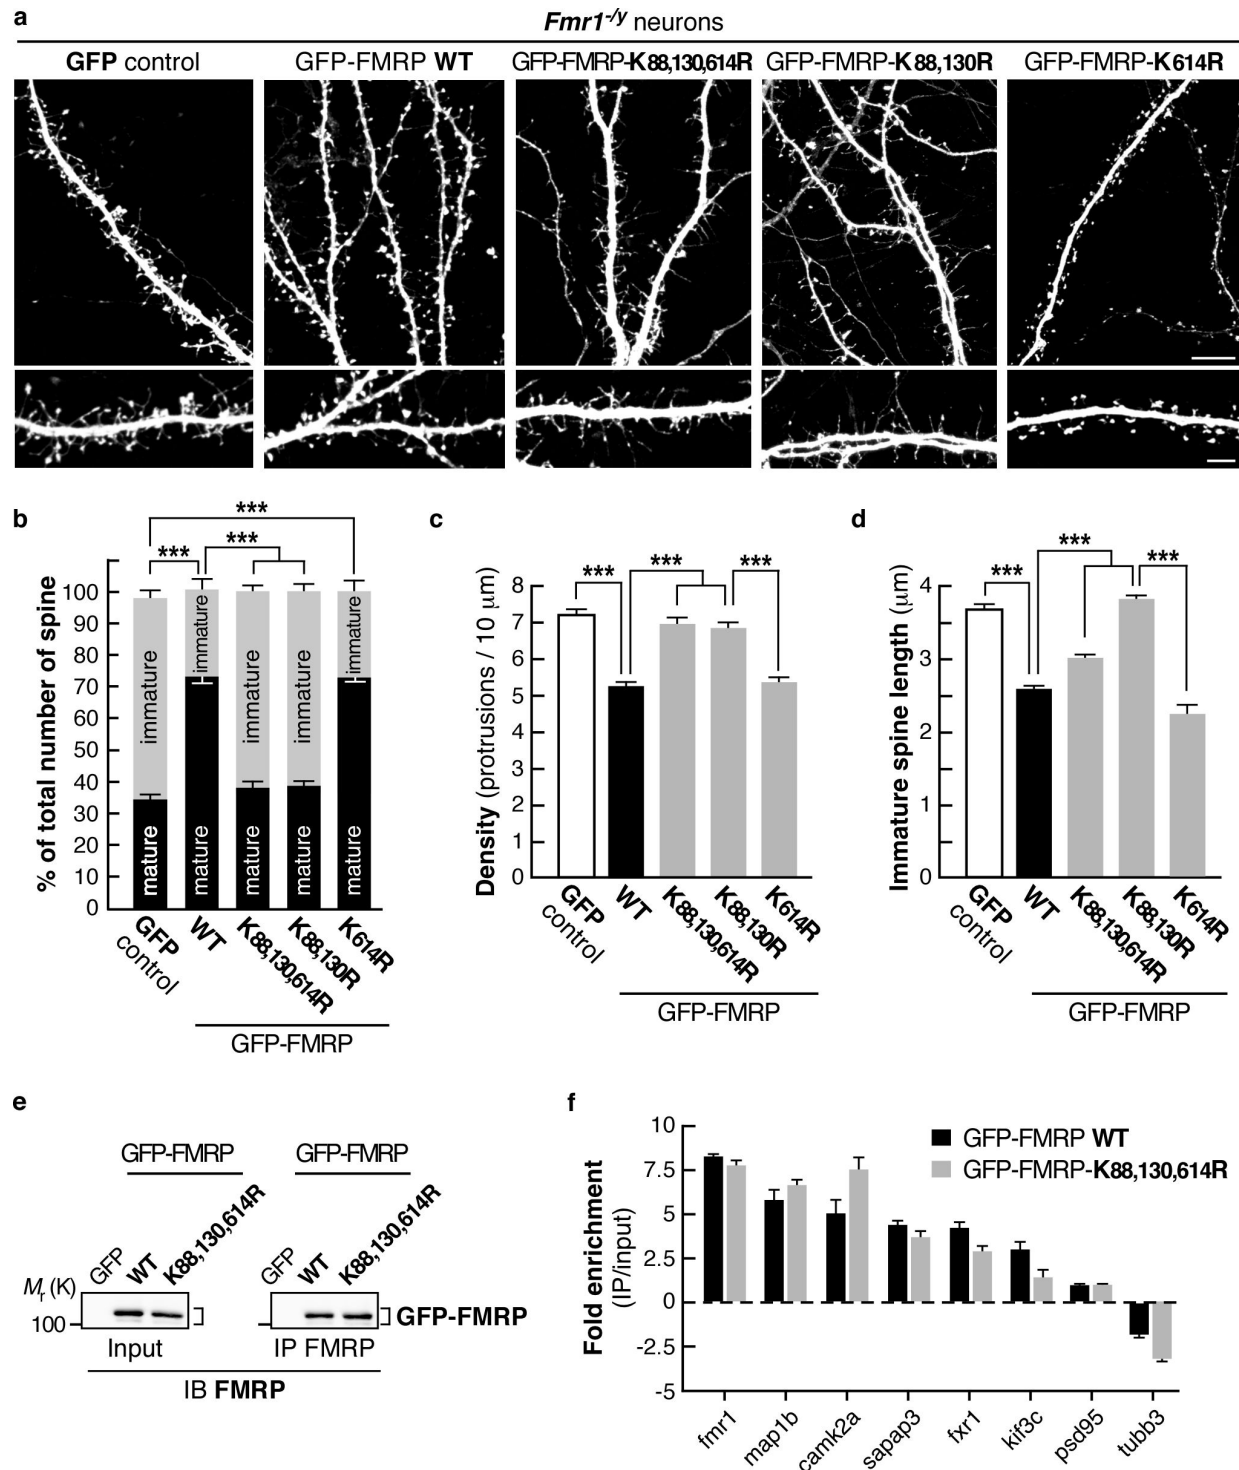 a
Fmr1-/y neurons
GFP control
GFP-FMRP WT
GFP-FMRP-K88,130,614R
GFP-FMRP-K88,130R
GFP-FMRP-K614R
b
% of total number of spine
100
90
80
70
60
50
40
30
20
10
0
***
***
***
immature
immature
immature
immature
immature
mature
mature
mature
mature
mature
GFP
control
WT
K88,130,614R
K88,130R
K614R
GFP-FMRP
c
Density (protrusions / 10 μm)
8
7
6
5
4
3
2
1
0
***
***
***
GFP
control
WT
K88,130,614R
K88,130R
K614R
GFP-FMRP
d
Immature spine length (μm)
4
3
2
1
0
***
***
***
GFP
control
WT
K88,130,614R
K88,130R
K614R
GFP-FMRP
e
GFP-FMRP
GFP-FMRP
GFP
WT
K88,130,614R
GFP
WT
K88,130,614R
Mr (K)
100
GFP-FMRP
Input
IP FMRP
IB FMRP
f
Fold enrichment
(IP/input)
10
7.5
5
2.5
0
-2.5
-5
GFP-FMRP WT
GFP-FMRP-K88,130,614R
fmr1
map1b
camk2a
sapap3
fxr1
kif3c
psd95
tubb3